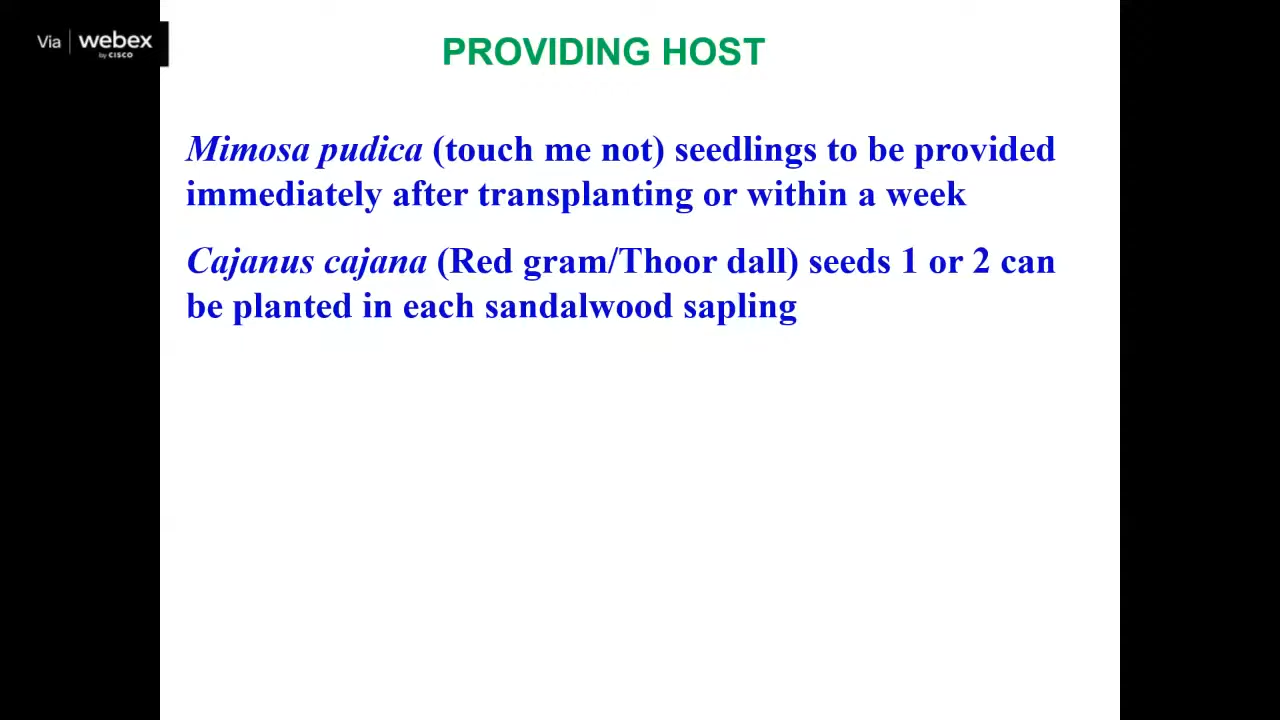 Via webex
by CISCO
PROVIDING HOST
Mimosa pudica (touch me not) seedlings to be provided
immediately after transplanting or within a week
Cajanus cajana (Red gram/Thoor dall) seeds 1 or 2 can
be planted in each sandalwood sapling